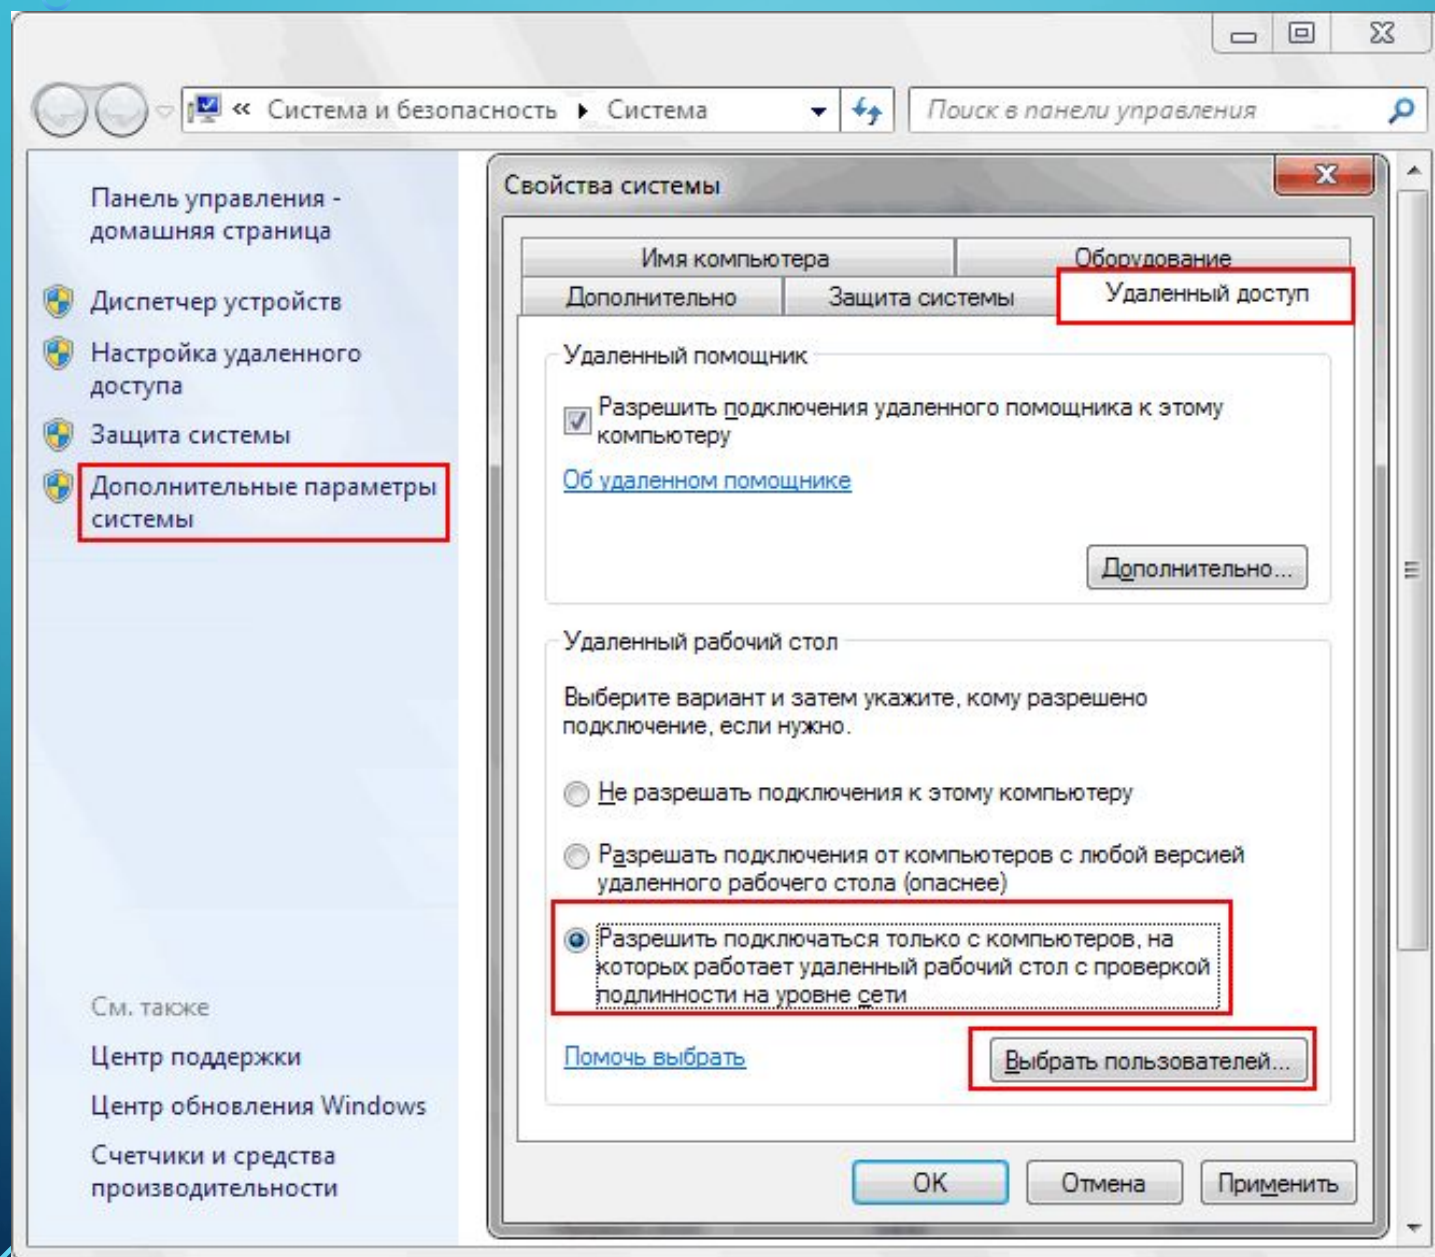 « Система и безопасность ▸ Система
Поиск в панели управления
Панель управления -
домашняя страница
Диспетчер устройств
Настройка удаленного
доступа
Защита системы
Дополнительные параметры
системы
См. также
Центр поддержки
Центр обновления Windows
Счетчики и средства
производительности
Свойства системы
Имя компьютера
Оборудование
Дополнительно
Защита системы
Удаленный доступ
Удаленный помощник
Разрешить подключения удаленного помощника к этому
компьютеру
Об удаленном помощнике
Дополнительно...
Удаленный рабочий стол
Выберите вариант и затем укажите, кому разрешено
подключение, если нужно.
Не разрешать подключения к этому компьютеру
Разрешать подключения от компьютеров с любой версией
удаленного рабочего стола (опаснее)
Разрешить подключаться только с компьютеров, на
которых работает удаленный рабочий стол с проверкой
подлинности на уровне сети
Помочь выбрать
Выбрать пользователей...
ОК
Отмена
Применить